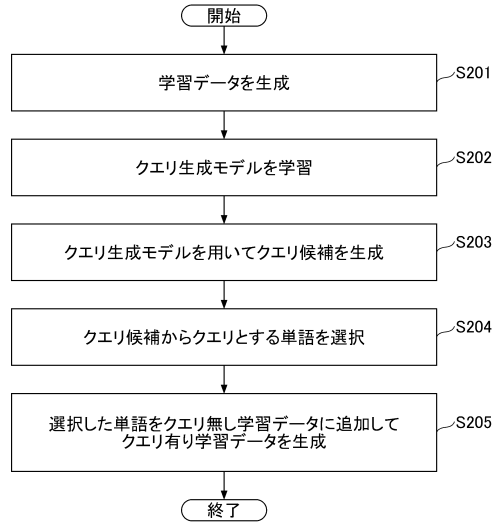 開始
学習データを生成
S201
クエリ生成モデルを学習
S202
クエリ生成モデルを用いてクエリ候補を生成
S203
クエリ候補からクエリとする単語を選択
S204
選択した単語をクエリ無し学習データに追加して
クエリ有り学習データを生成
S205
終了